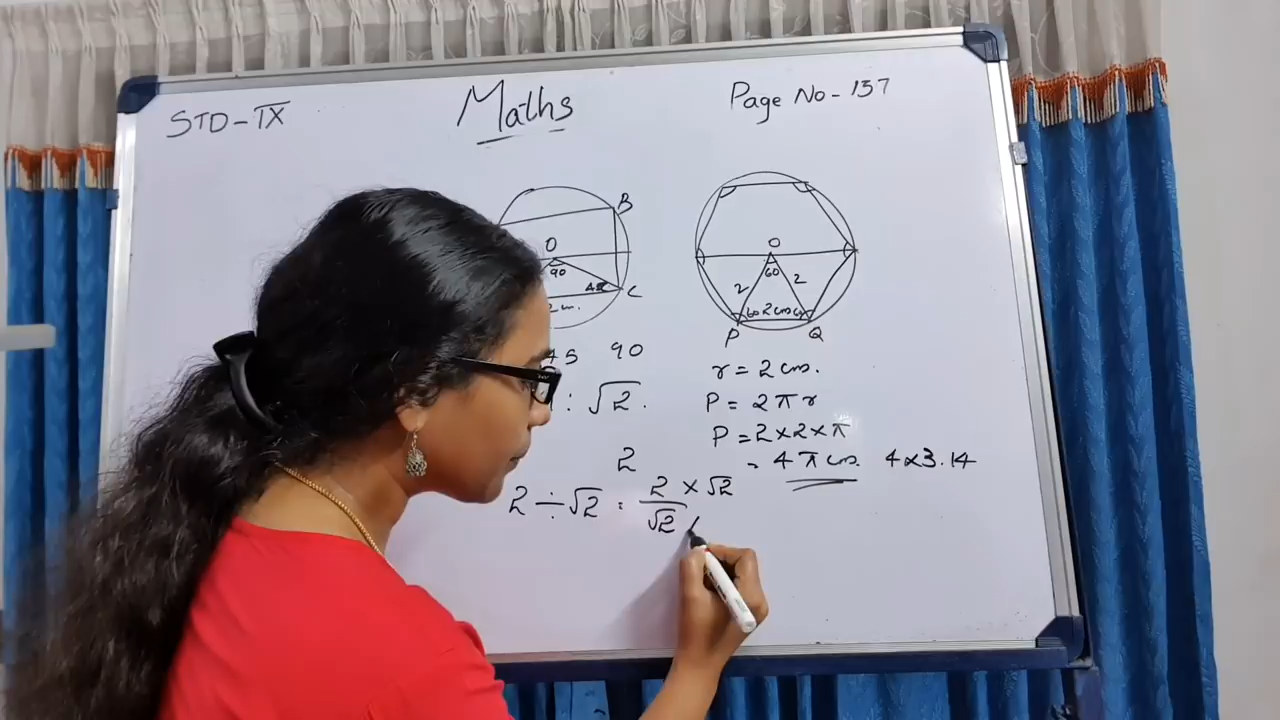 STD-IX
Maths
Page No-137
B
O
90
45
C
2 cm.
45 90
: √2.
2
2 ÷ √2 = 2/√2 × √2
O
60
2 2
60 2cm 60
P Q
r = 2 cm.
P = 2πr
P = 2×2×π
= 4π cm. 4×3.14